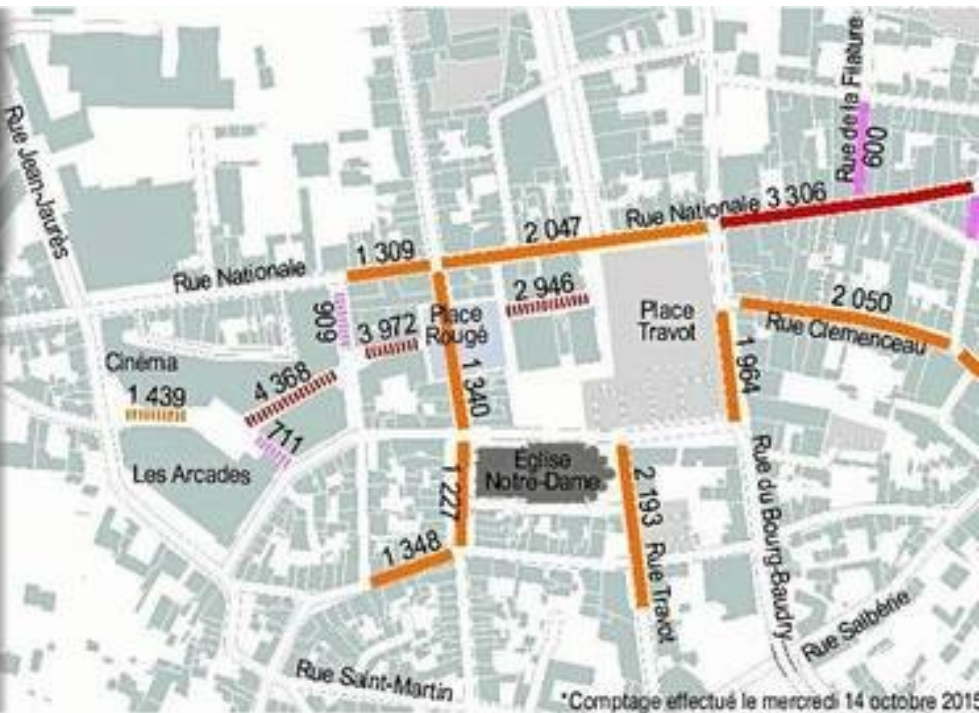 Rue de la Filature
600
Rue Jean-Jaurès
Rue Nationale 3 306
2 047
1 309
Rue Nationale
2 946
2 050
Rue Clemenceau
Place
Travot
Place
Rougé
609
3 972
1 340
1 964
Cinéma
1 439
4 368
711
Les Arcades
Eglise
Notre-Dame
1 227
2 193
Rue Travot
1 348
Rue du Bourg-Baudry
Rue Salbérie
Rue Saint-Martin
*Comptage effectué le mercredi 14 octobre 2015